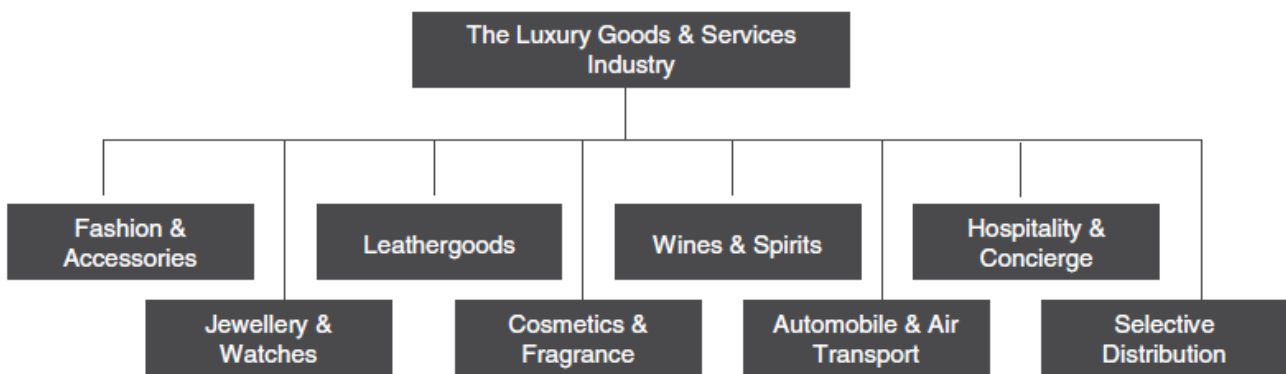 The Luxury Goods & Services
Industry
Fashion &
Accessories
Leathergoods
Wines & Spirits
Hospitality &
Concierge
Jewellery &
Watches
Cosmetics &
Fragrance
Automobile & Air
Transport
Selective
Distribution